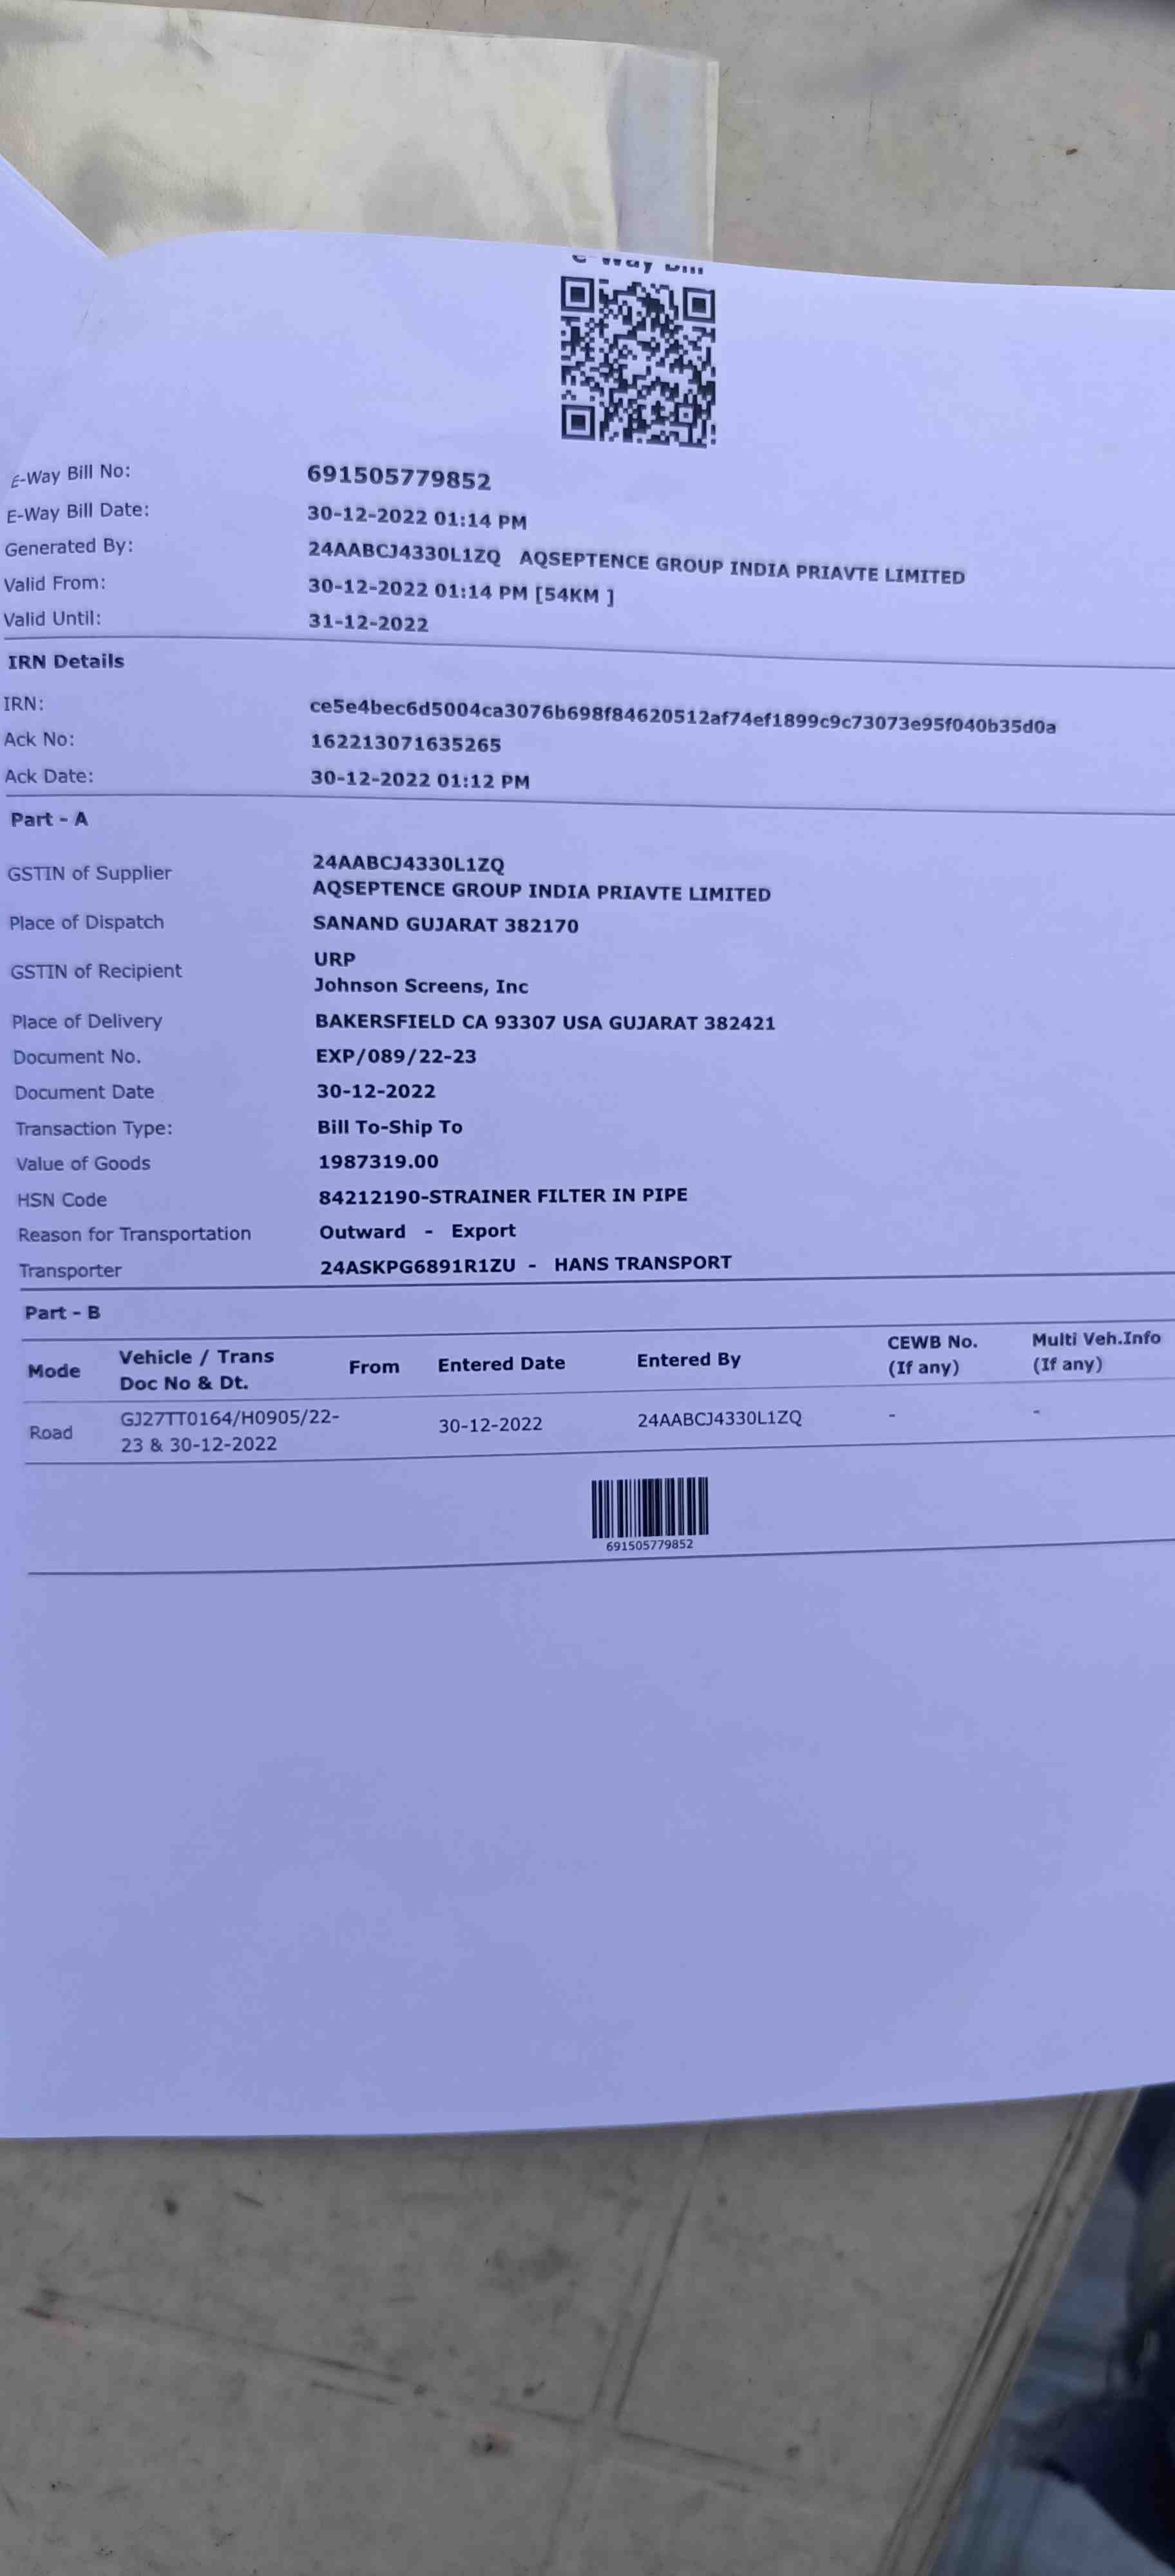 e-Way Bill
E-Way Bill No: 691505779852
E-Way Bill Date: 30-12-2022 01:14 PM
Generated By: 24AABCJ4330L1ZQ AQSEPTENCE GROUP INDIA PRIAVTE LIMITED
Valid From: 30-12-2022 01:14 PM [54KM ]
Valid Until: 31-12-2022
IRN Details
IRN: ce5e4bec6d5004ca3076b698f84620512af74ef1899c9c73073e95f040b35d0a
Ack No: 162213071635265
Ack Date: 30-12-2022 01:12 PM
Part - A
GSTIN of Supplier 24AABCJ4330L1ZQ
AQSEPTENCE GROUP INDIA PRIAVTE LIMITED
Place of Dispatch SANAND GUJARAT 382170
GSTIN of Recipient URP
Johnson Screens, Inc
Place of Delivery BAKERSFIELD CA 93307 USA GUJARAT 382421
Document No. EXP/089/22-23
Document Date 30-12-2022
Transaction Type: Bill To-Ship To
Value of Goods 1987319.00
HSN Code 84212190-STRAINER FILTER IN PIPE
Reason for Transportation Outward - Export
Transporter 24ASKPG6891R1ZU - HANS TRANSPORT
Part - B
Mode Vehicle / Trans Doc No & Dt. From Entered Date Entered By CEWB No. (If any) Multi Veh.Info (If any)
Road GJ27TT0164/H0905/22-23 & 30-12-2022 30-12-2022 24AABCJ4330L1ZQ - -
691505779852